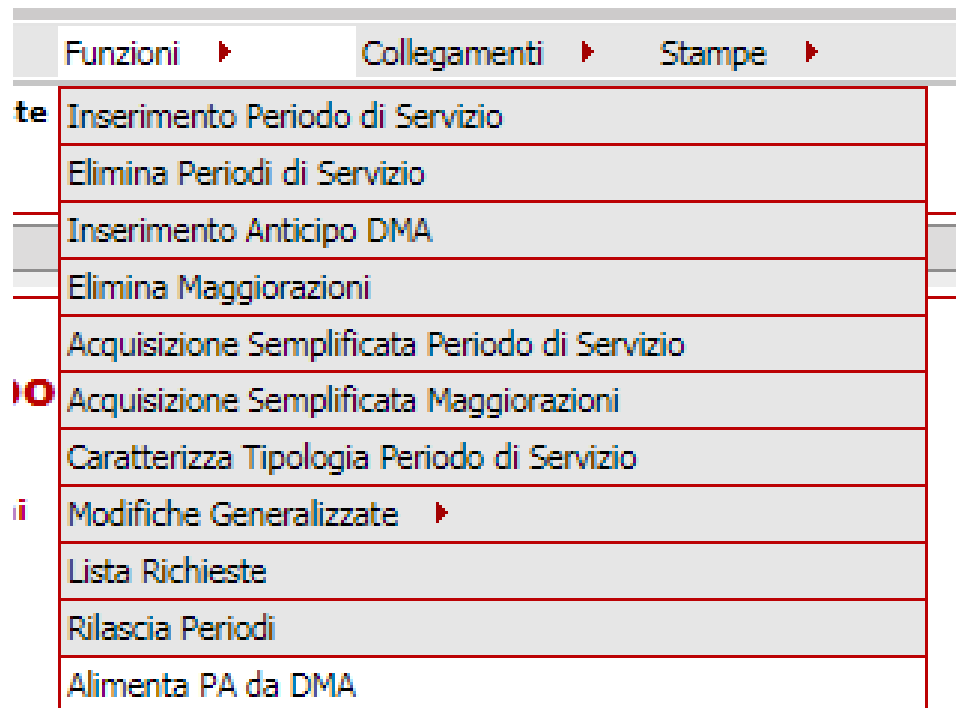 Funzioni Collegamenti Stampe
te Inserimento Periodo di Servizio
Elimina Periodi di Servizio
Inserimento Anticipo DMA
Elimina Maggiorazioni
Acquisizione Semplificata Periodo di Servizio
Acquisizione Semplificata Maggiorazioni
Caratterizza Tipologia Periodo di Servizio
Modifiche Generalizzate
Lista Richieste
Rilascia Periodi
Alimenta PA da DMA